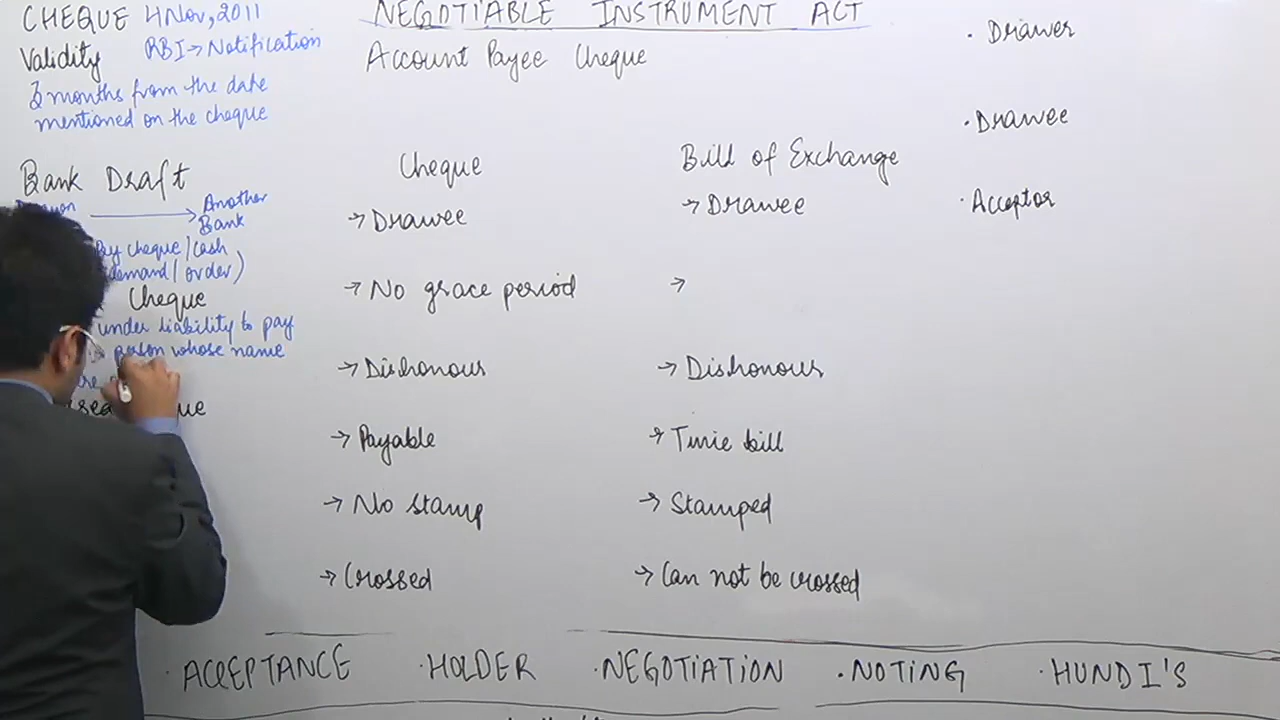 CHEQUE 4 Nov, 2011
Validity RBI → Notification
3 months from the date
mentioned on the cheque
Bank Draft
→ Another
Bank
Pay cheque/cash
demand/order)
Cheque
under liability to pay
person whose name
NEGOTIABLE INSTRUMENT ACT
Account Payee Cheque
Cheque
→ Drawee
→ No grace period
→ Dishonour
→ Payable
→ No stamp
→ Crossed
Bill of Exchange
→ Drawee
→
→ Dishonour
→ Time bill
→ Stamped
→ Can not be crossed
· Drawer
· Drawee
· Acceptor
· ACCEPTANCE · HOLDER · NEGOTIATION · NOTING · HUNDI'S